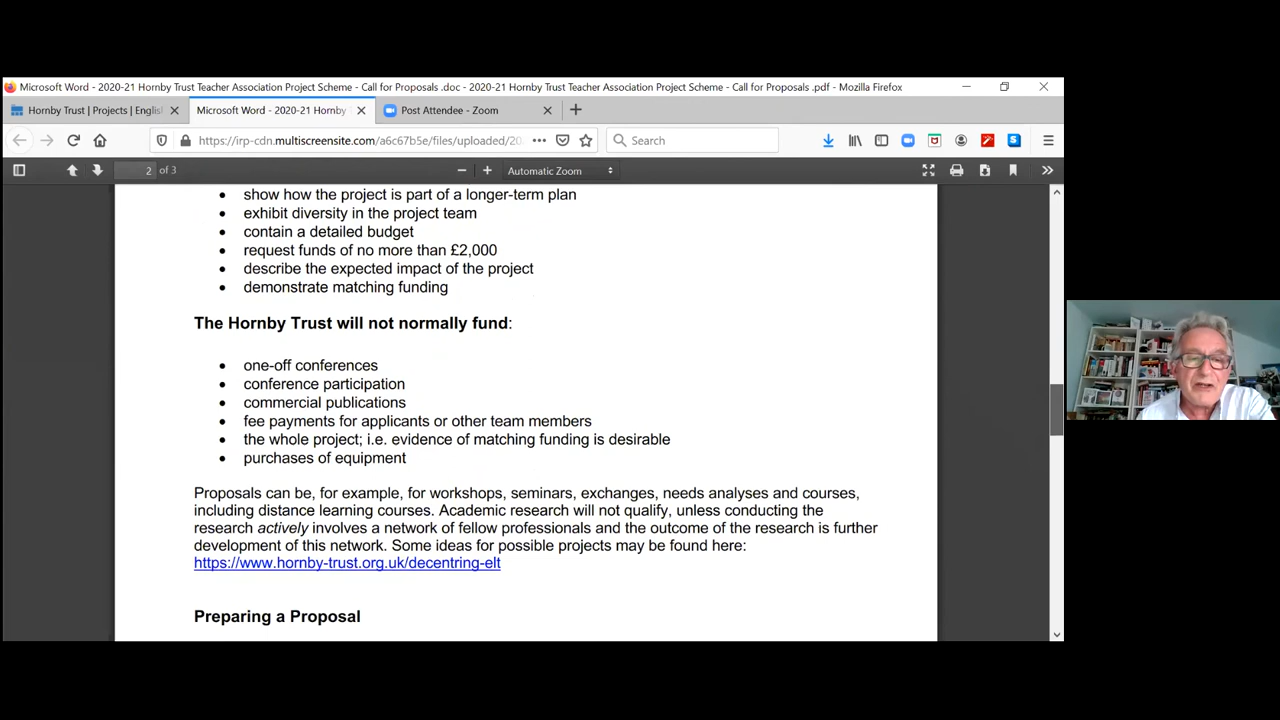 Microsoft Word - 2020-21 Hornby Trust Teacher Association Project Scheme - Call for Proposals .doc - 2020-21 Hornby Trust Teacher Association Project Scheme - Call for Proposals .pdf - Mozilla Firefox
Hornby Trust | Projects | Englis
Microsoft Word - 2020-21 Hornby
Post Attendee - Zoom
https://irp-cdn.multiscreensite.com/a6c67b5e/files/uploaded/20
Search
2 of 3
Automatic Zoom
• show how the project is part of a longer-term plan
• exhibit diversity in the project team
• contain a detailed budget
• request funds of no more than £2,000
• describe the expected impact of the project
• demonstrate matching funding
The Hornby Trust will not normally fund:
• one-off conferences
• conference participation
• commercial publications
• fee payments for applicants or other team members
• the whole project; i.e. evidence of matching funding is desirable
• purchases of equipment
Proposals can be, for example, for workshops, seminars, exchanges, needs analyses and courses,
including distance learning courses. Academic research will not qualify, unless conducting the
research actively involves a network of fellow professionals and the outcome of the research is further
development of this network. Some ideas for possible projects may be found here:
https://www.hornby-trust.org.uk/decentring-elt
Preparing a Proposal